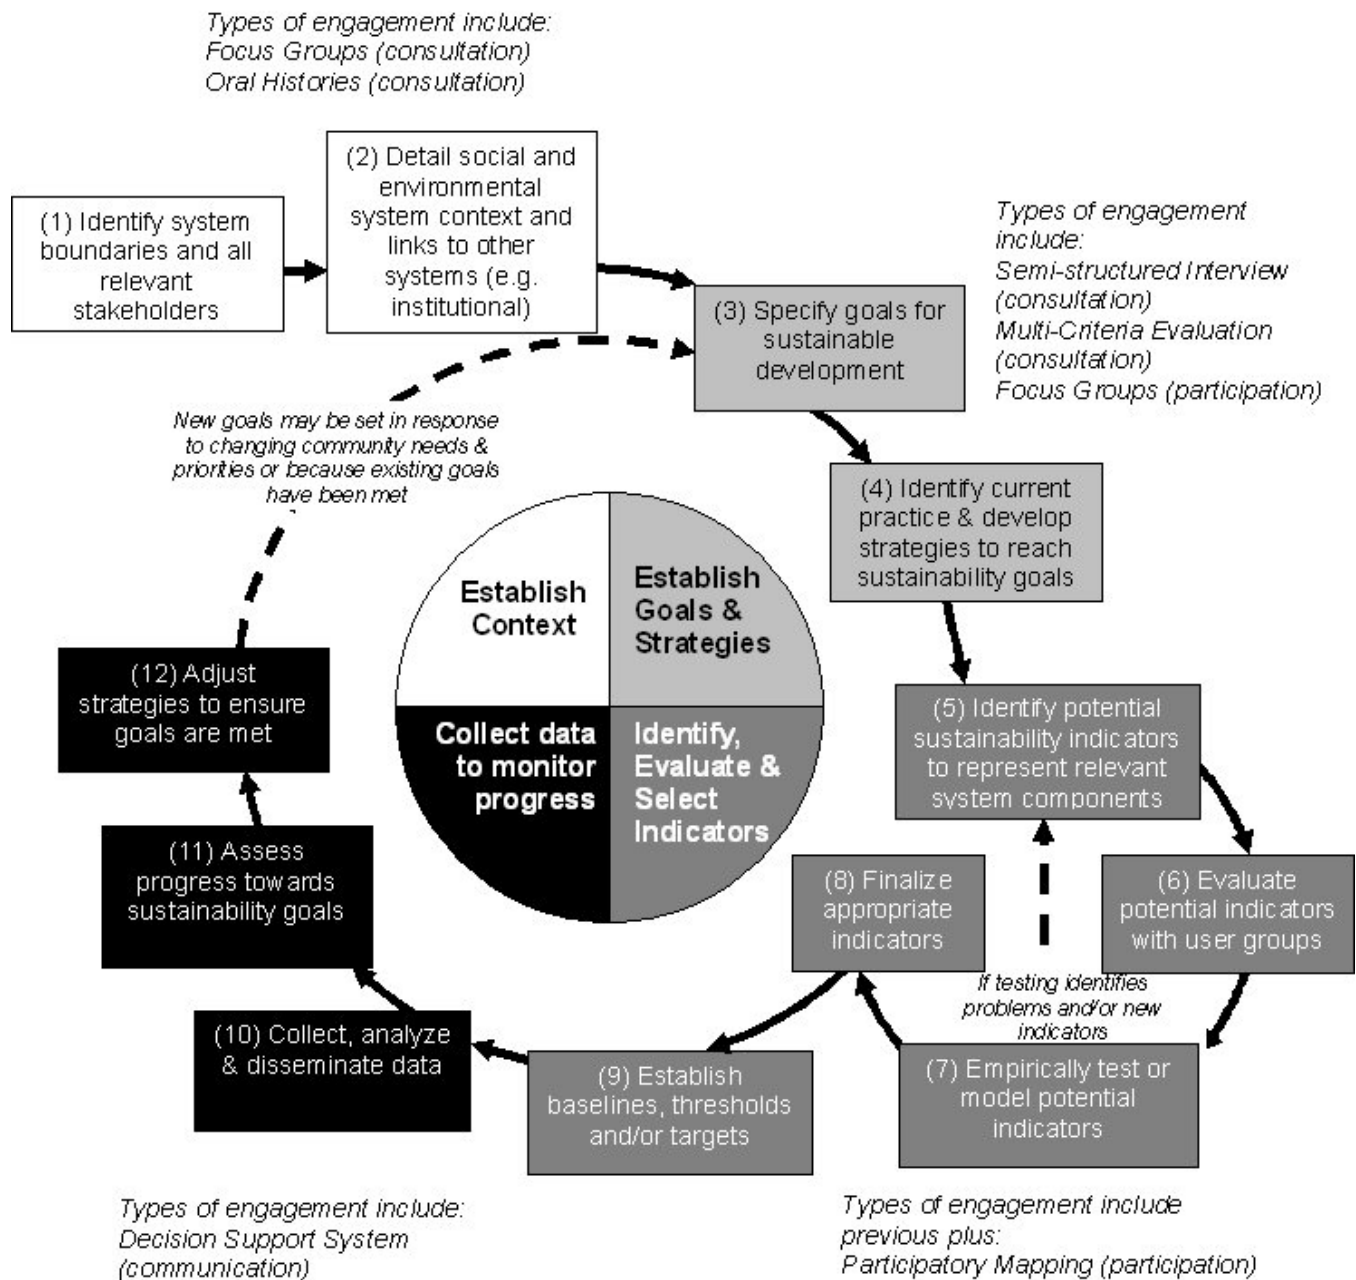 Types of engagement include:
Focus Groups (consultation)
Oral Histories (consultation)
(1) Identify system
boundaries and all
relevant
stakeholders
(2) Detail social and
environmental
system context and
links to other
systems (e.g.
institutional)
Types of engagement
include:
Semi-structured Interview
(consultation)
Multi-Criteria Evaluation
(consultation)
Focus Groups (participation)
(3) Specify goals for
sustainable
development
New goals may be set in response
to changing community needs &
priorities or because existing goals
have been met
(4) Identify current
practice & develop
strategies to reach
sustainability goals
Establish
Context
Establish
Goals &
Strategies
Collect data
to monitor
progress
Identify,
Evaluate &
Select
Indicators
(5) Identify potential
sustainability indicators
to represent relevant
system components
(6) Evaluate
potential indicators
with user groups
If testing identifies
problems and/or new
indicators
(7) Empirically test or
model potential
indicators
(8) Finalize
appropriate
indicators
(9) Establish
baselines, thresholds
and/or targets
(10) Collect, analyze
& disseminate data
(11) Assess
progress towards
sustainability goals
(12) Adjust
strategies to ensure
goals are met
Types of engagement include:
Decision Support System
(communication)
Types of engagement include
previous plus:
Participatory Mapping (participation)